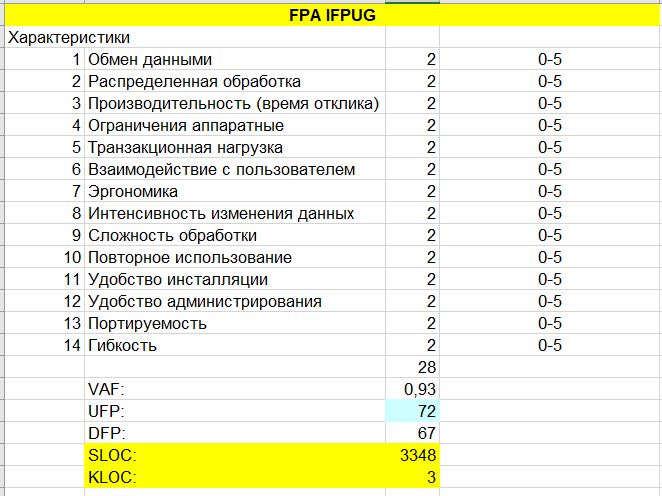 FPA IFPUG
Характеристики
1 Обмен данными 2 0-5
2 Распределенная обработка 2 0-5
3 Производительность (время отклика) 2 0-5
4 Ограничения аппаратные 2 0-5
5 Транзакционная нагрузка 2 0-5
6 Взаимодействие с пользователем 2 0-5
7 Эргономика 2 0-5
8 Интенсивность изменения данных 2 0-5
9 Сложность обработки 2 0-5
10 Повторное использование 2 0-5
11 Удобство инсталляции 2 0-5
12 Удобство администрирования 2 0-5
13 Портируемость 2 0-5
14 Гибкость 2 0-5
28
VAF: 0,93
UFP: 72
DFP: 67
SLOC: 3348
KLOC: 3